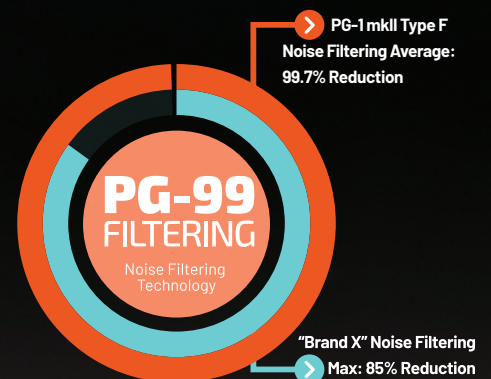 PG-1 mkII Type F
Noise Filtering Average:
99.7% Reduction
PG-99
FILTERING
Noise Filtering
Technology
“Brand X” Noise Filtering
Max: 85% Reduction